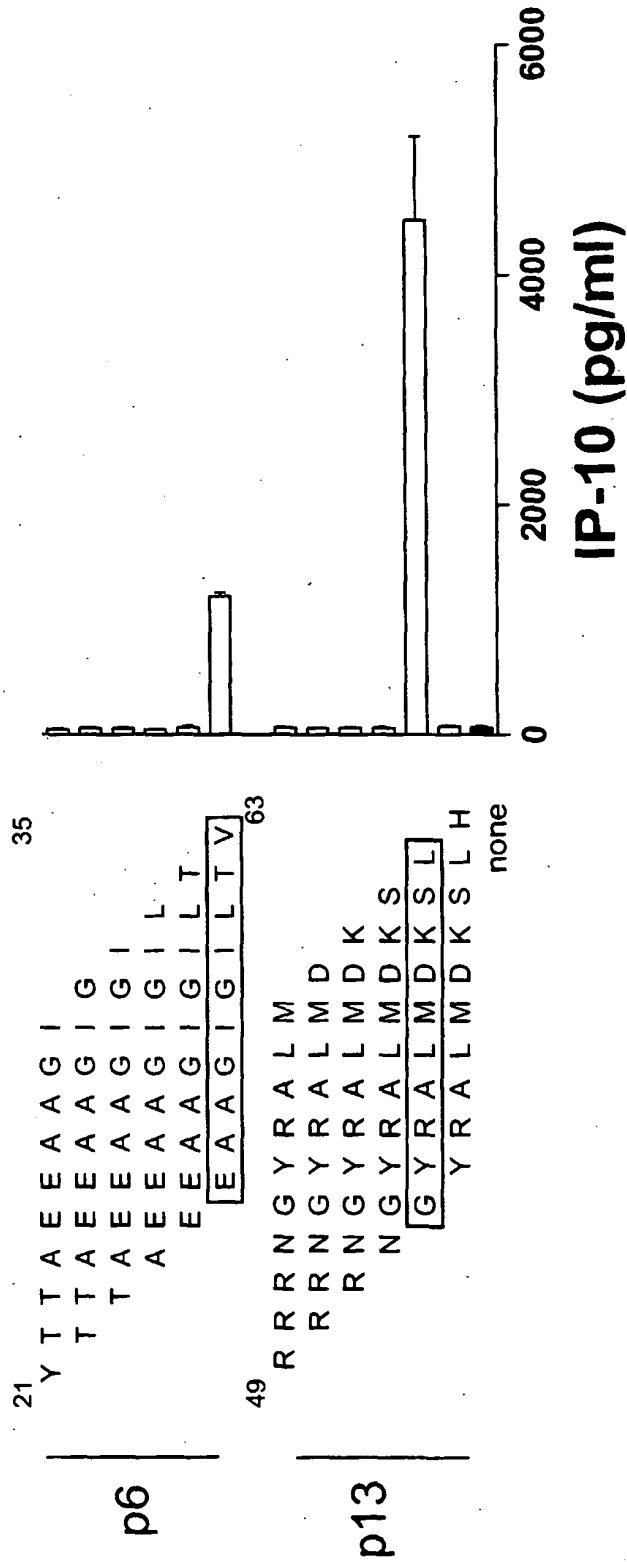 21 35
p6
Y T T A E E A A G I
T T A E E A A G I G
T A E E A A G I G I
A E E A A G I G I L
E E A A G I G I L T
E A A G I G I L T V
49 63
p13
R R R N G Y R A L M
R R N G Y R A L M D
R N G Y R A L M D K
N G Y R A L M D K S
G Y R A L M D K S L
Y R A L M D K S L H
none
0 2000 4000 6000
IP-10 (pg/ml)